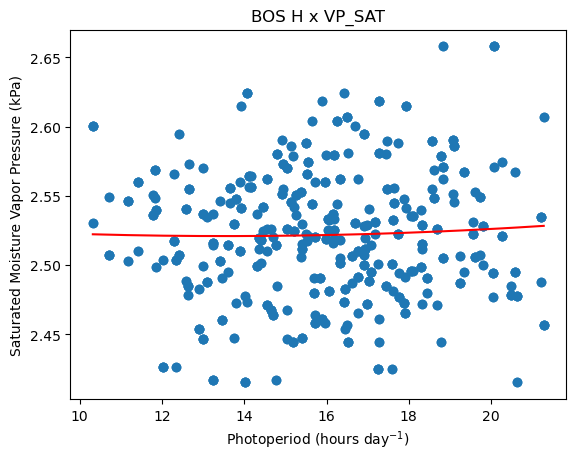 BOS H x VP_SAT
Saturated Moisture Vapor Pressure (kPa)
2.65
2.60
2.55
2.50
2.45
10 12 14 16 18 20
Photoperiod (hours day⁻¹)